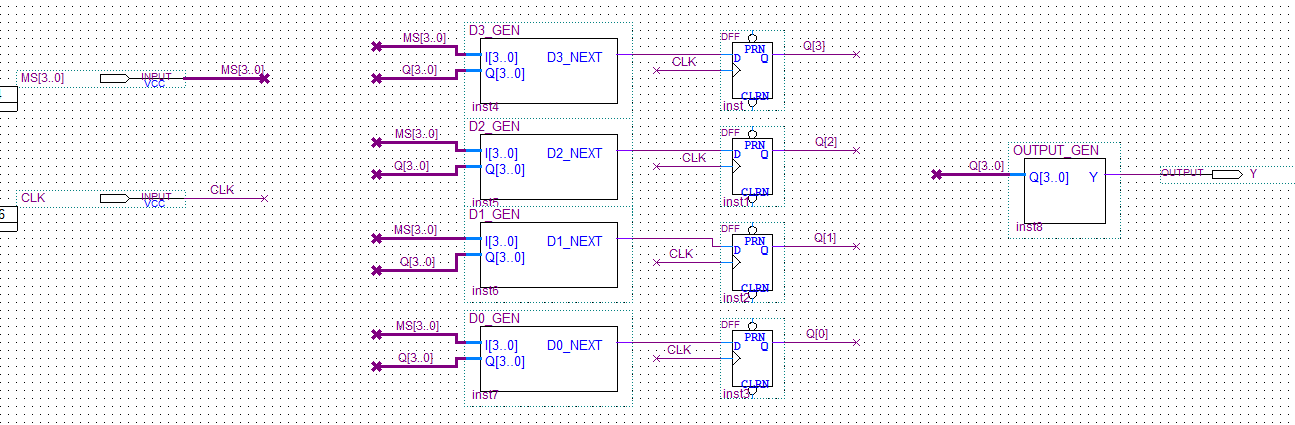 MS[3..0]
INPUT
VCC
MS[3..0]
CLK
INPUT
VCC
CLK
6
MS[3..0]
Q[3..0]
D3_GEN
I[3..0]
Q[3..0]
D3_NEXT
inst4
CLK
DFF
PRN
D
Q
CLRN
inst
Q[3]
MS[3..0]
Q[3..0]
D2_GEN
I[3..0]
Q[3..0]
D2_NEXT
inst5
CLK
DFF
PRN
D
Q
CLRN
inst1
Q[2]
MS[3..0]
Q[3..0]
D1_GEN
I[3..0]
Q[3..0]
D1_NEXT
inst6
CLK
DFF
PRN
D
Q
CLRN
inst2
Q[1]
MS[3..0]
Q[3..0]
D0_GEN
I[3..0]
Q[3..0]
D0_NEXT
inst7
CLK
DFF
PRN
D
Q
CLRN
inst3
Q[0]
Q[3..0]
OUTPUT_GEN
Q[3..0]
Y
inst8
OUTPUT
Y